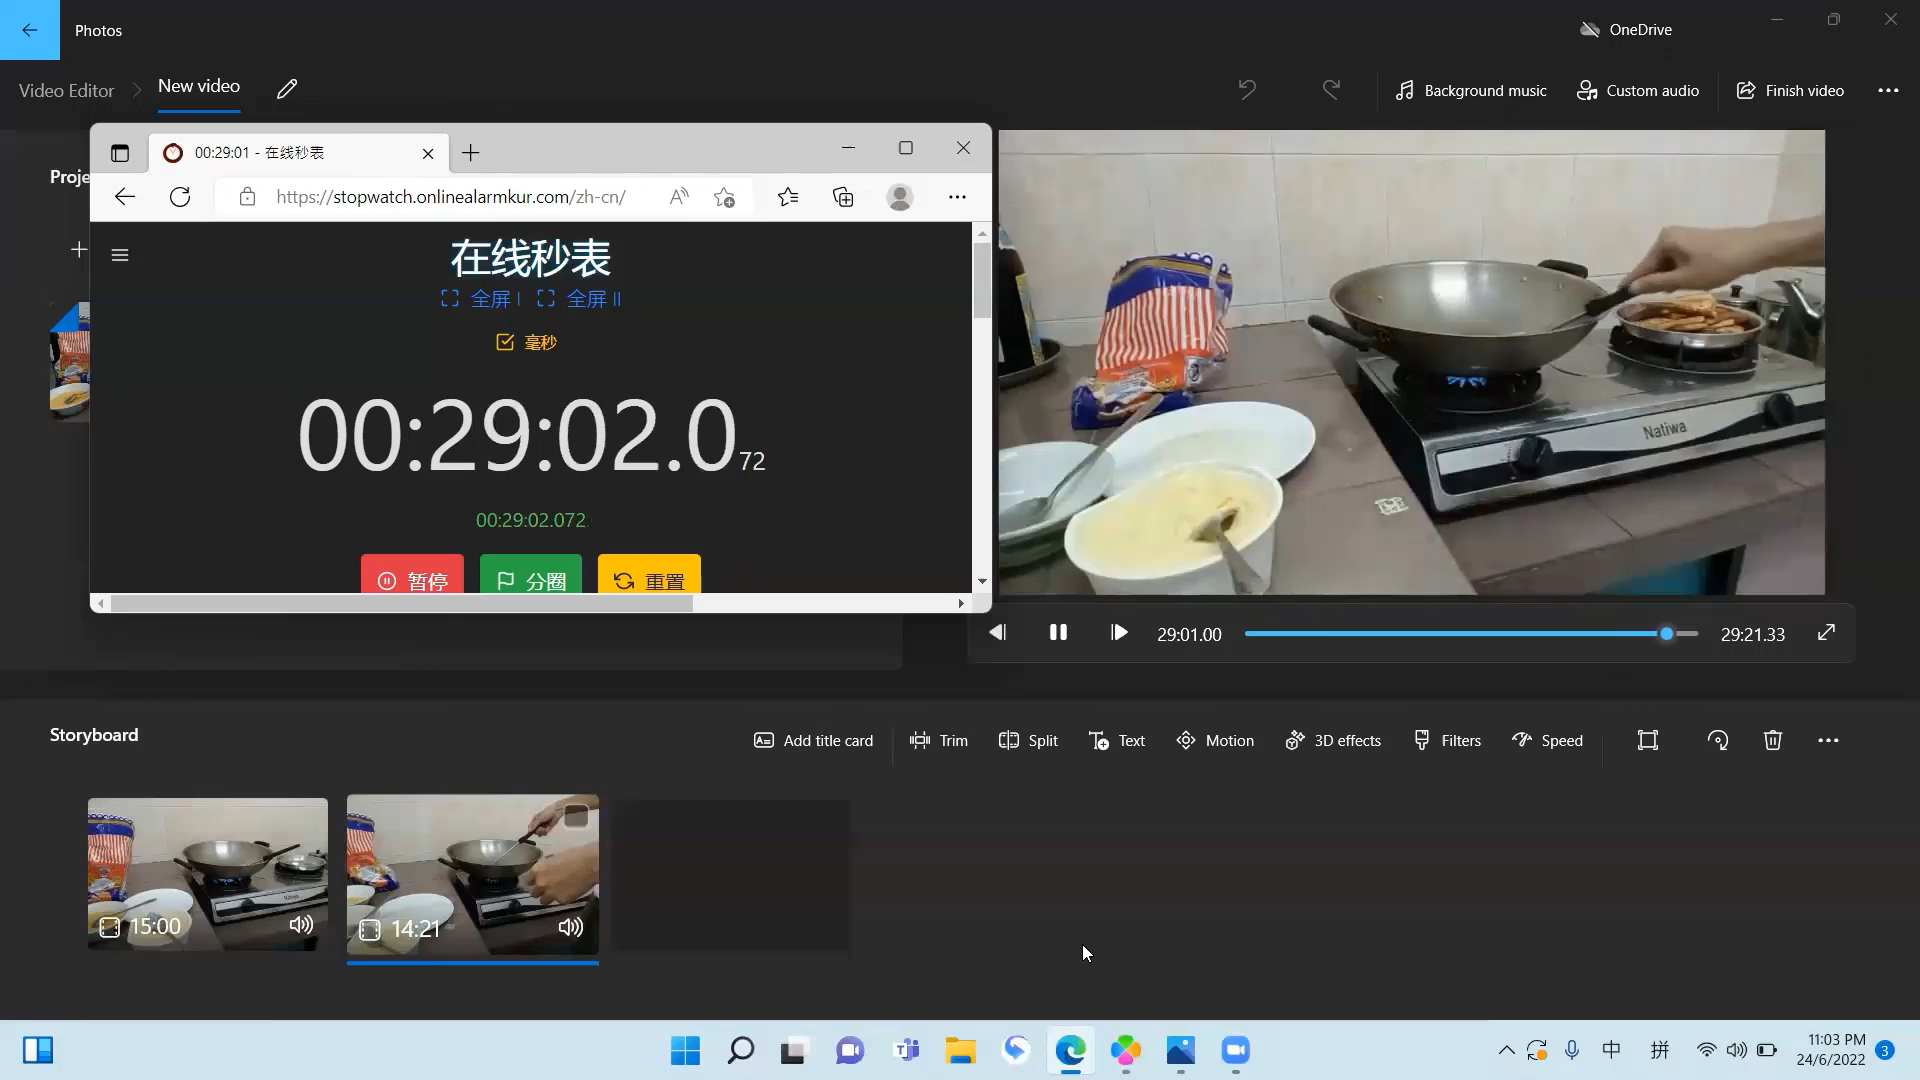 Photos
OneDrive
Video Editor
New video
Background music
Custom audio
Finish video
00:29:01 - 在线秒表
Proje
https://stopwatch.onlinealarmkur.com/zh-cn/
在线秒表
全屏 I
全屏 II
毫秒
00:29:02.072
00:29:02.072
暂停
分圈
重置
Natiwa
29:01.00
29:21.33
Storyboard
Add title card
Trim
Split
Text
Motion
3D effects
Filters
Speed
15:00
14:21
中
拼
11:03 PM
24/6/2022
3